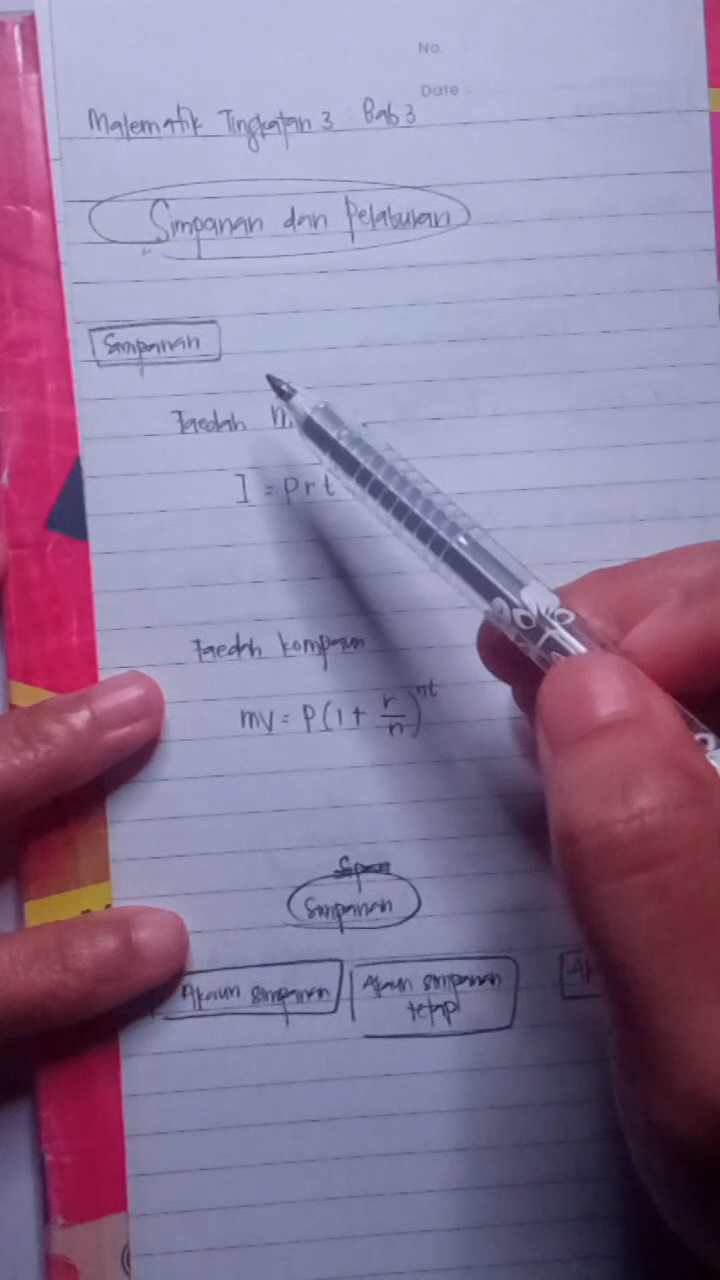 No.
Date
Matematik Tingkatan 3 Bab 3
Simpanan dan Pelaburan
Simpanan
Faedah
I = prt
Faedah kompaun
mv = P(1 + r/n)^nt
Simpanan
Akaun simpanan
Akaun simpanan
tetap